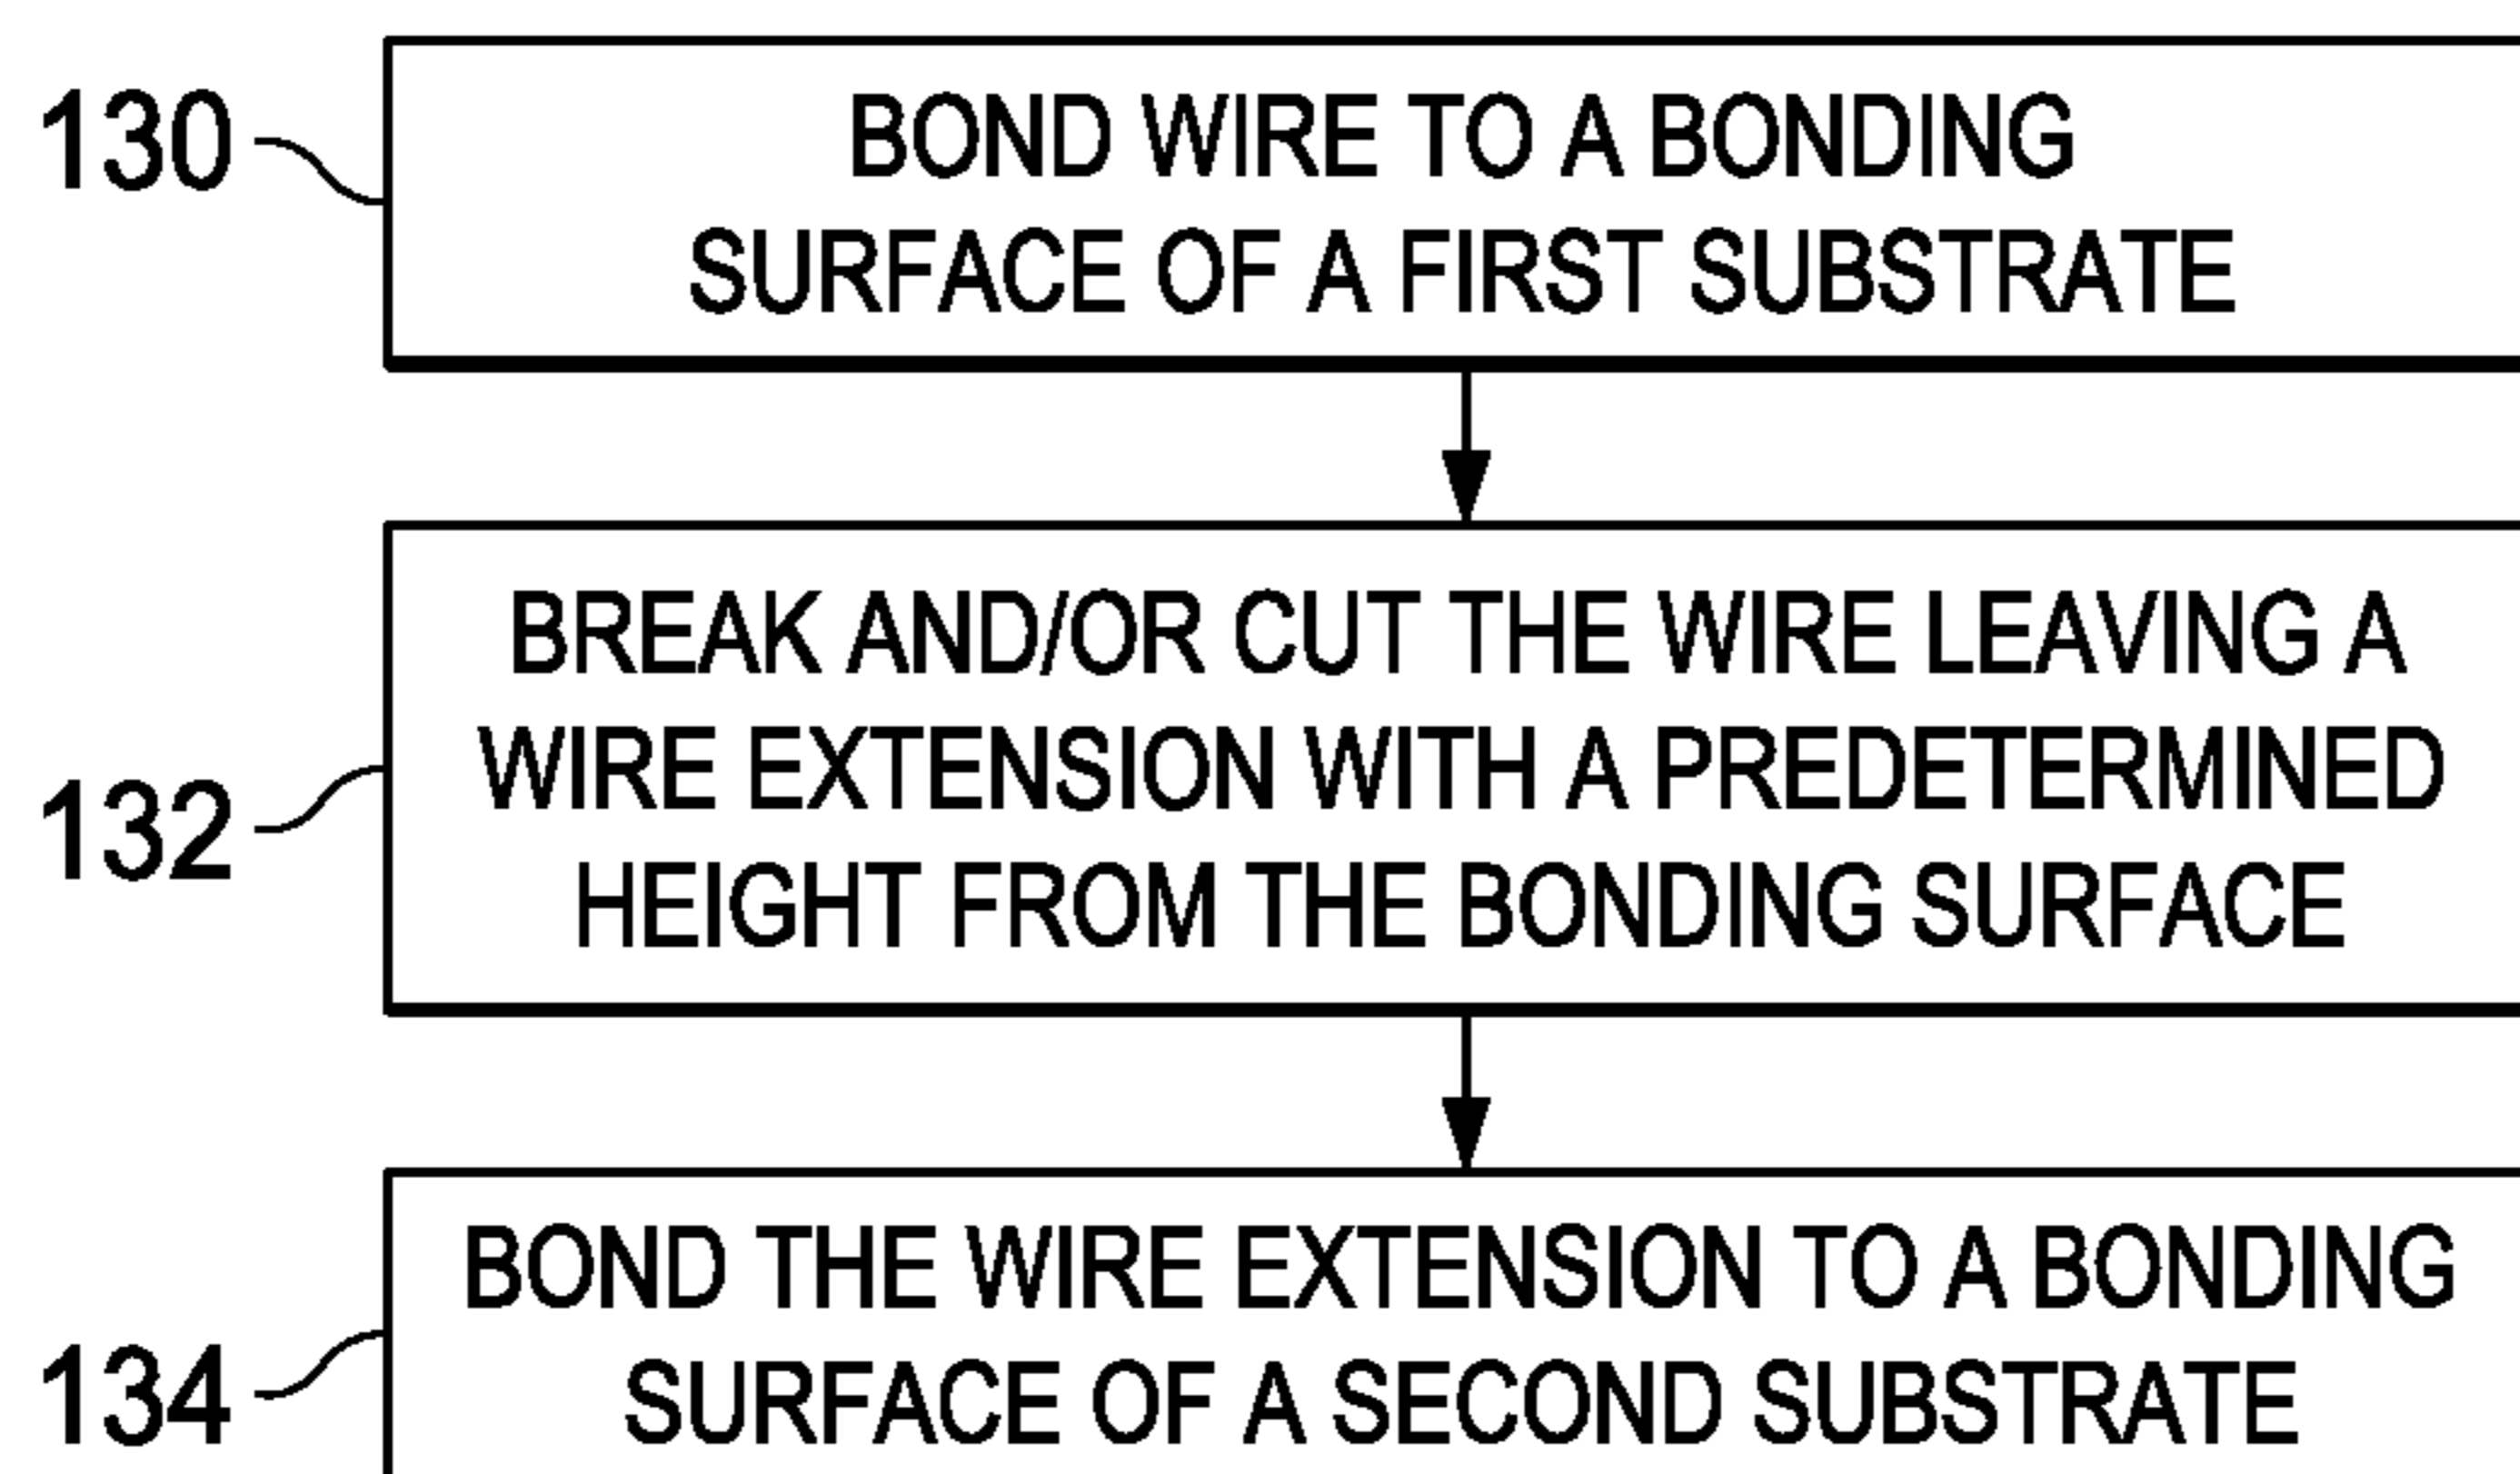 130
BOND WIRE TO A BONDING
SURFACE OF A FIRST SUBSTRATE
BREAK AND/OR CUT THE WIRE LEAVING A
WIRE EXTENSION WITH A PREDETERMINED
132
HEIGHT FROM THE BONDING SURFACE
BOND THE WIRE EXTENSION TO A BONDING
134
SURFACE OF A SECOND SUBSTRATE